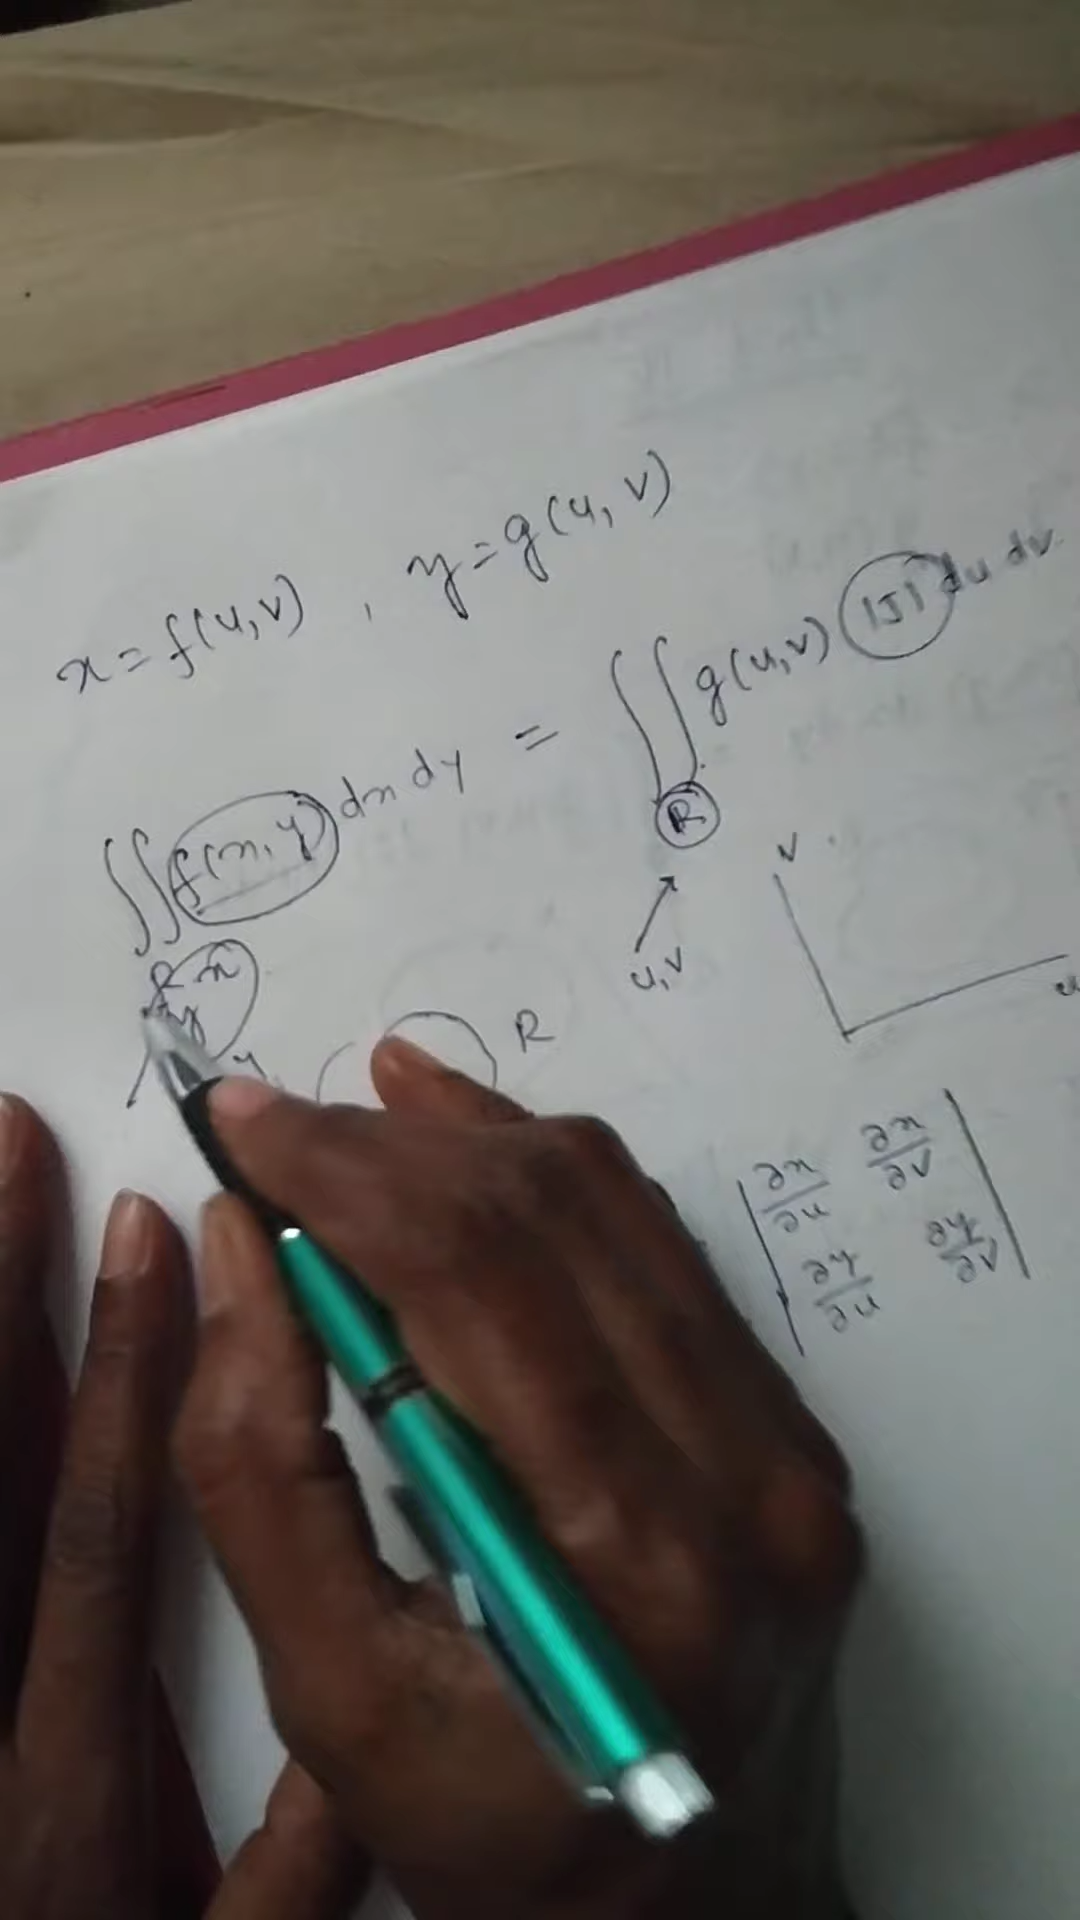 x = f(u,v) , y = g(u,v)
∬ f(x,y) dx dy = ∬ g(u,v) |J| du dv
R x y
R
u,v
y
R
v
u
∂x/∂u ∂x/∂v
∂y/∂u ∂y/∂v